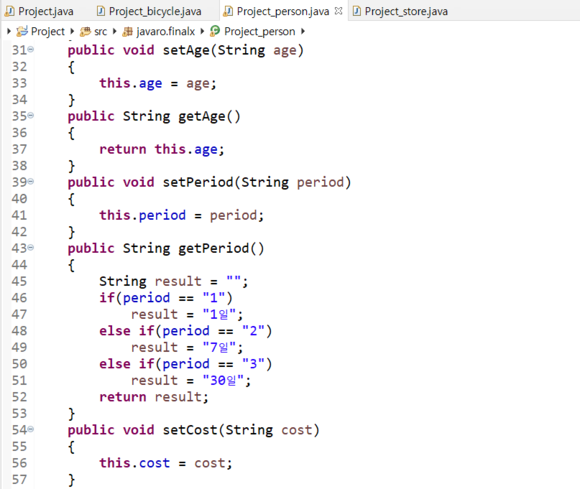 Project.java Project_bicycle.java Project_person.java Project_store.java
Project src javaro.finalx Project_person
31 public void setAge(String age)
32 {
33 this.age = age;
34 }
35 public String getAge()
36 {
37 return this.age;
38 }
39 public void setPeriod(String period)
40 {
41 this.period = period;
42 }
43 public String getPeriod()
44 {
45 String result = "";
46 if(period == "1")
47 result = "1일";
48 else if(period == "2")
49 result = "7일";
50 else if(period == "3")
51 result = "30일";
52 return result;
53 }
54 public void setCost(String cost)
55 {
56 this.cost = cost;
57 }